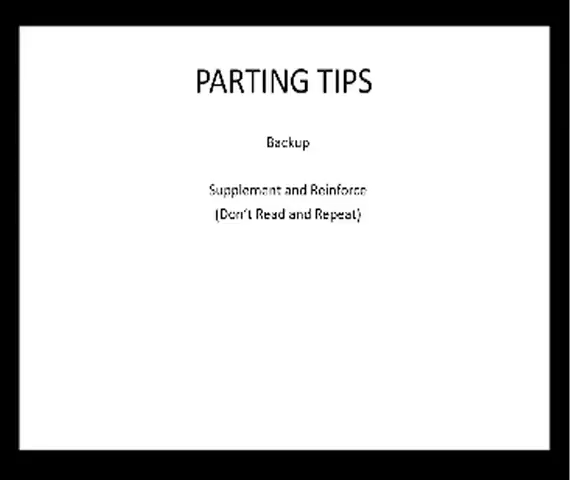 PARTING TIPS
Backup
Supplement and Reinforce
(Don't Read and Repeat)